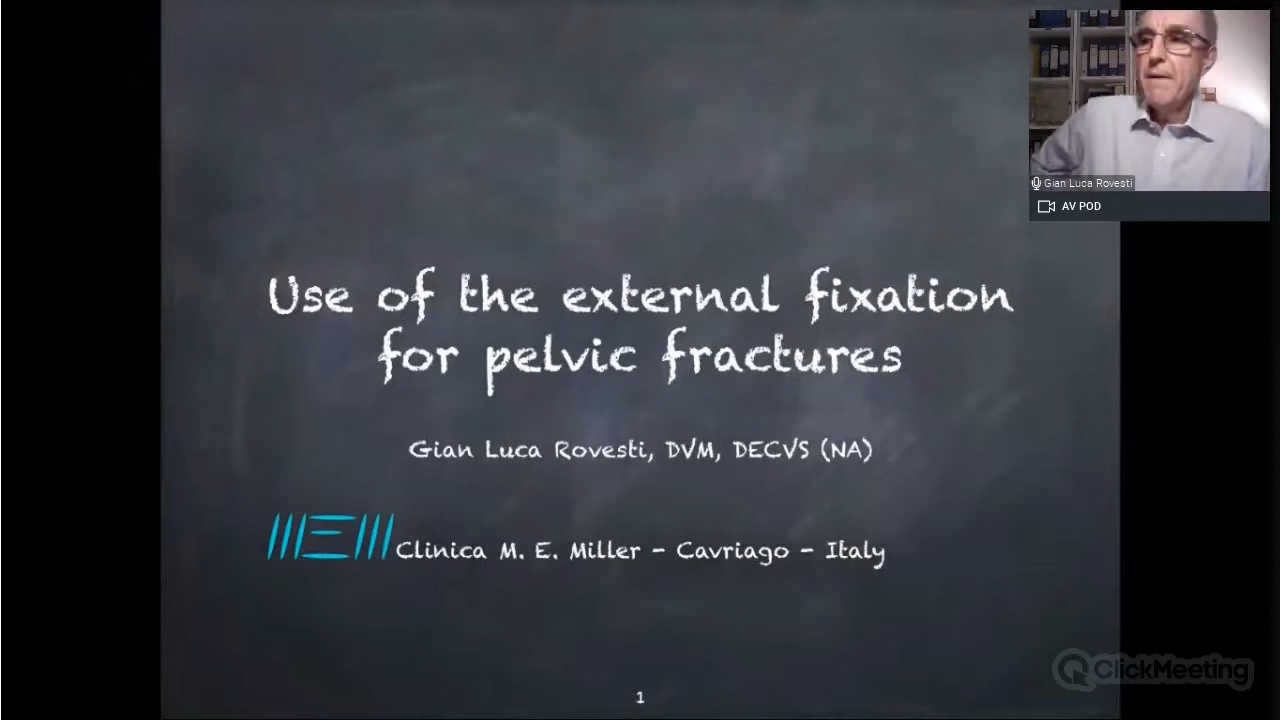 Use of the external fixation
for pelvic fractures
Gian Luca Rovesti, DVM, DECVS (NA)
Clinica M. E. Miller - Cavriago - Italy
1
Gian Luca Rovesti
AV POD
ClickMeeting